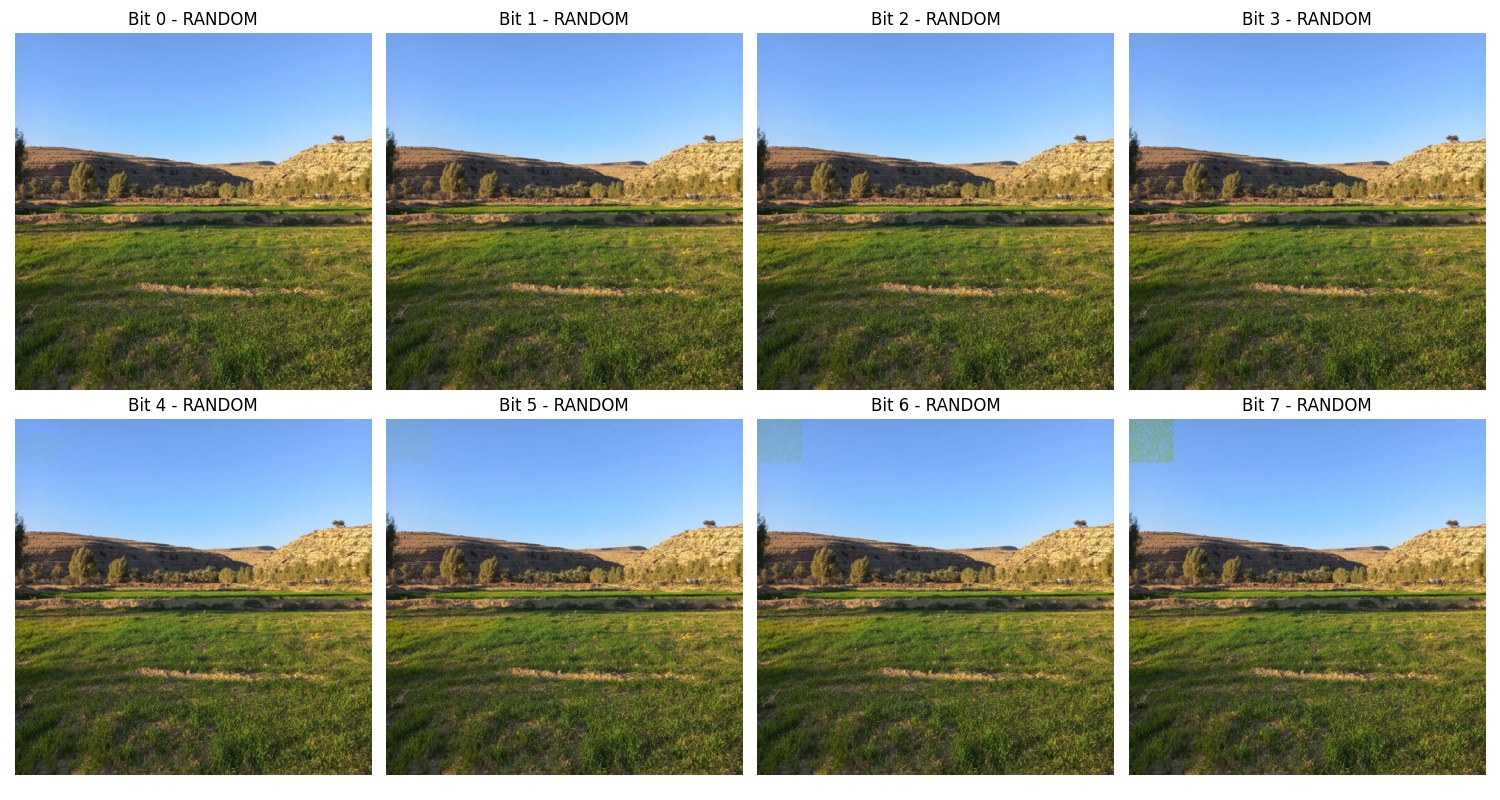 Bit 0 - RANDOM
Bit 1 - RANDOM
Bit 2 - RANDOM
Bit 3 - RANDOM
Bit 4 - RANDOM
Bit 5 - RANDOM
Bit 6 - RANDOM
Bit 7 - RANDOM